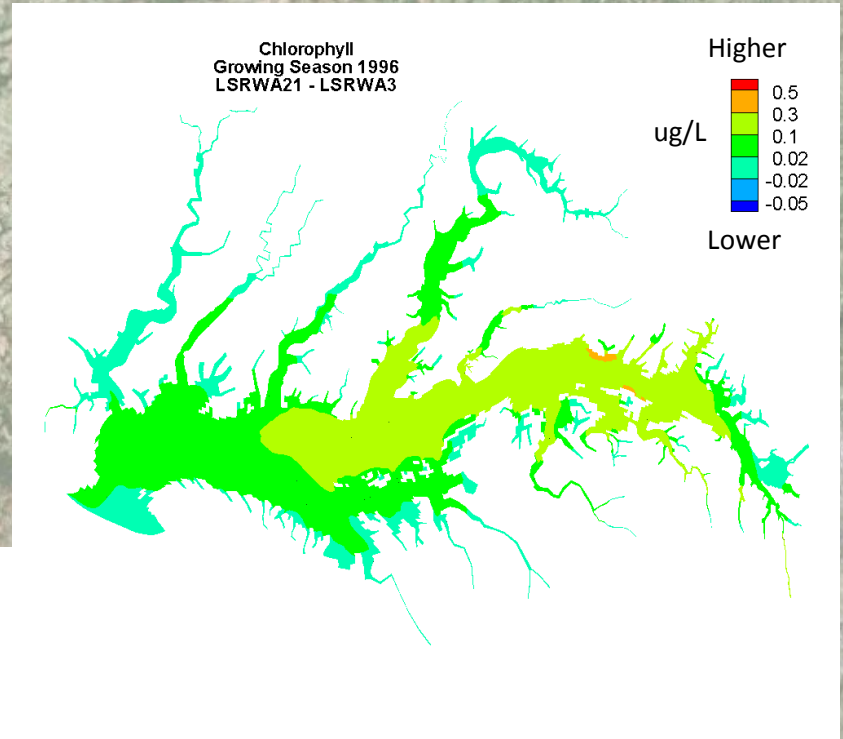 Chlorophyll
Growing Season 1996
LSRWA21 - LSRWA3
Higher
ug/L
0.5
0.3
0.1
0.02
-0.02
-0.05
Lower